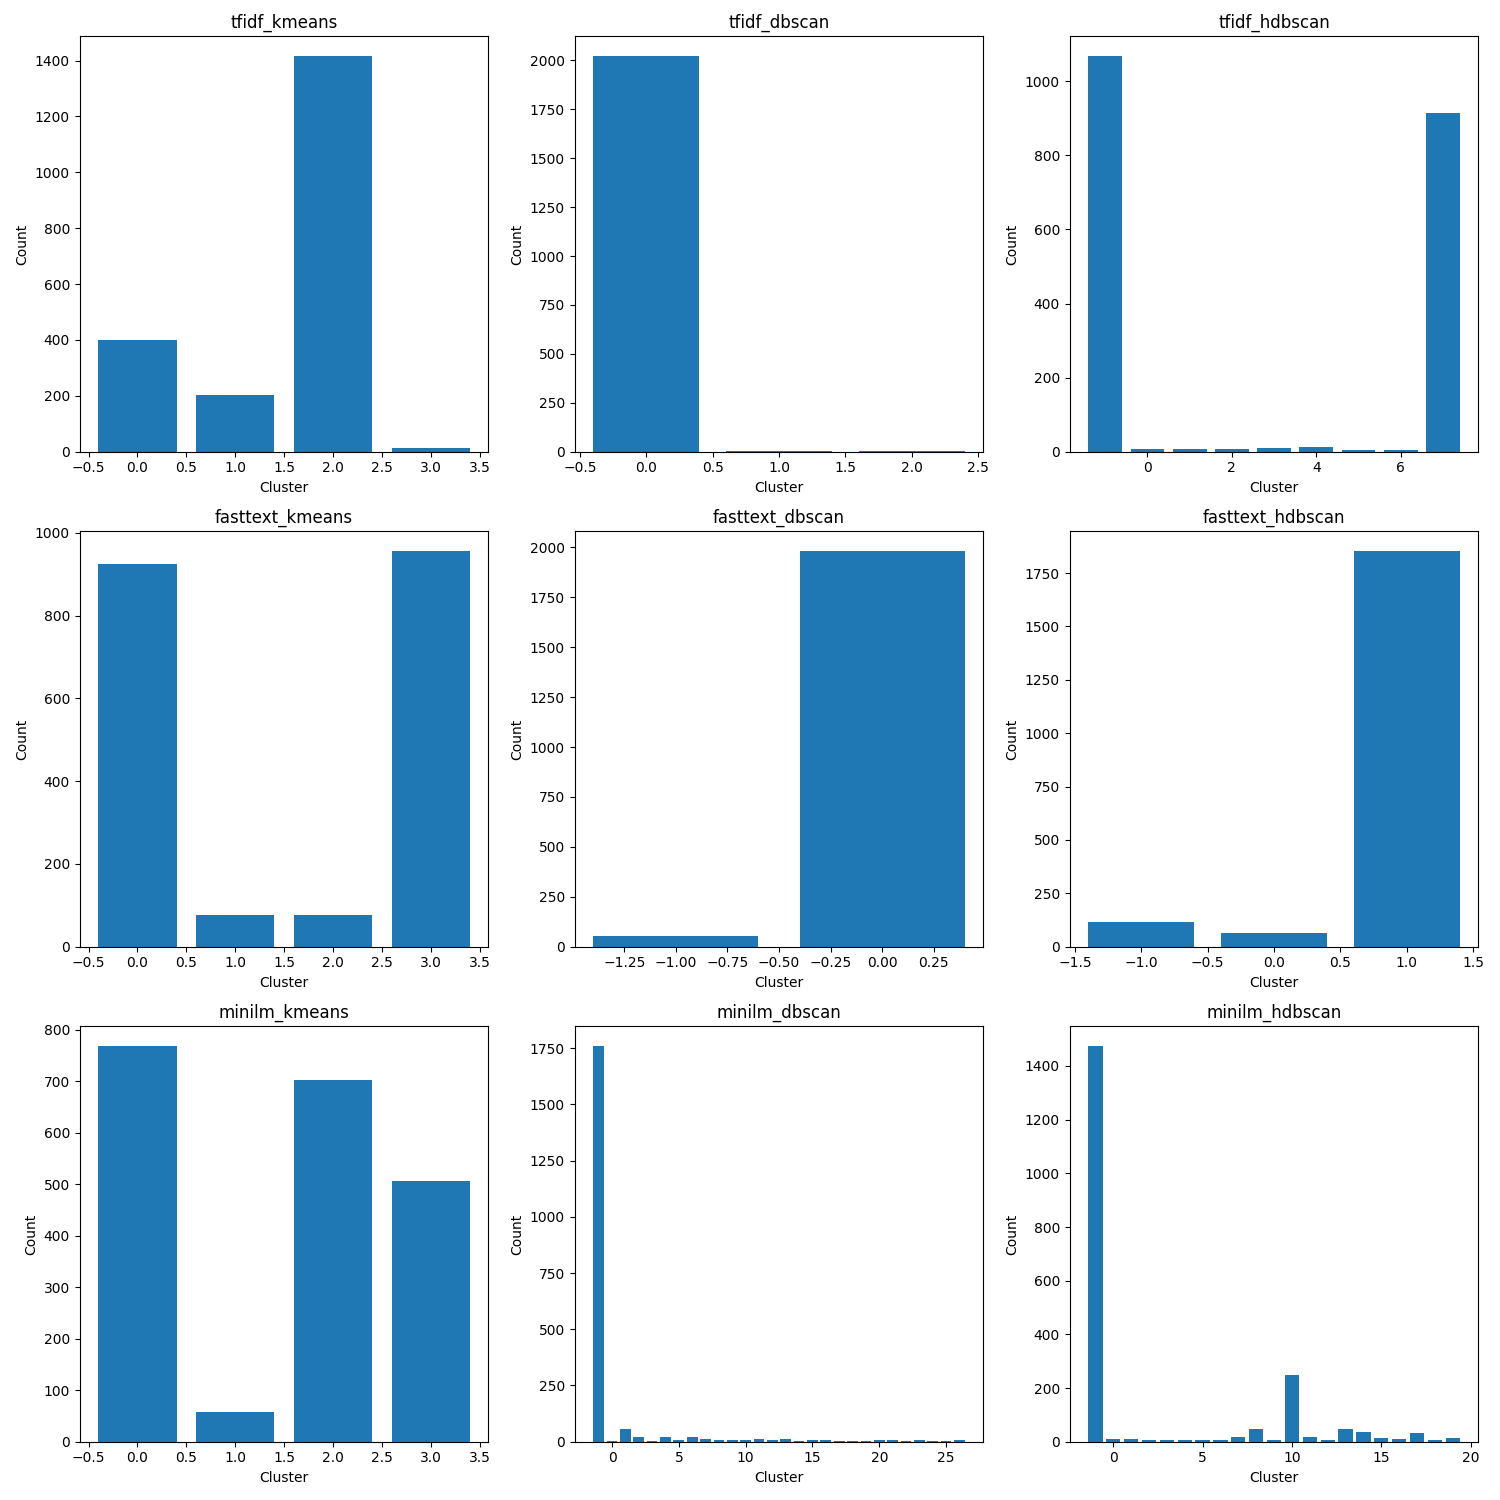 tfidf_kmeans
1400
1200
1000
800
600
400
200
0
Count
−0.5 0.0 0.5 1.0 1.5 2.0 2.5 3.0 3.5
Cluster
tfidf_dbscan
2000
1750
1500
1250
1000
750
500
250
0
Count
−0.5 0.0 0.5 1.0 1.5 2.0 2.5
Cluster
tfidf_hdbscan
1000
800
600
400
200
0
Count
0 2 4 6
Cluster
fasttext_kmeans
1000
800
600
400
200
0
Count
−0.5 0.0 0.5 1.0 1.5 2.0 2.5 3.0 3.5
Cluster
fasttext_dbscan
2000
1750
1500
1250
1000
750
500
250
0
Count
−1.25 −1.00 −0.75 −0.50 −0.25 0.00 0.25
Cluster
fasttext_hdbscan
1750
1500
1250
1000
750
500
250
0
Count
−1.5 −1.0 −0.5 0.0 0.5 1.0 1.5
Cluster
minilm_kmeans
800
700
600
500
400
300
200
100
0
Count
−0.5 0.0 0.5 1.0 1.5 2.0 2.5 3.0 3.5
Cluster
minilm_dbscan
1750
1500
1250
1000
750
500
250
0
Count
0 5 10 15 20 25
Cluster
minilm_hdbscan
1400
1200
1000
800
600
400
200
0
Count
0 5 10 15 20
Cluster